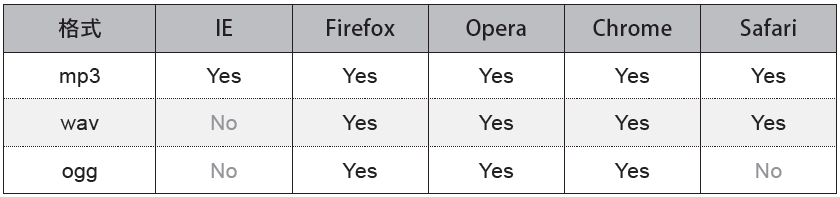 格式 IE Firefox Opera Chrome Safari
mp3 Yes Yes Yes Yes Yes
wav No Yes Yes Yes Yes
ogg No Yes Yes Yes No